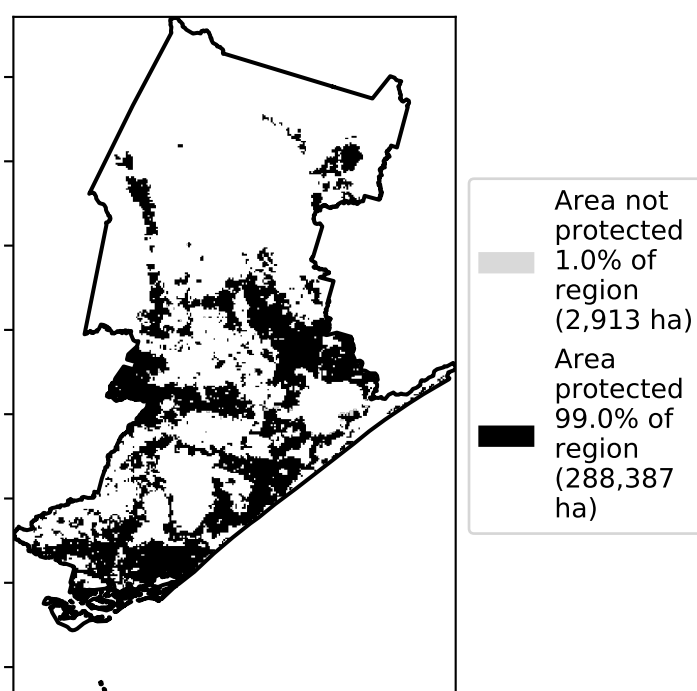 Area not
protected
1.0% of
region
(2,913 ha)
Area
protected
99.0% of
region
(288,387
ha)